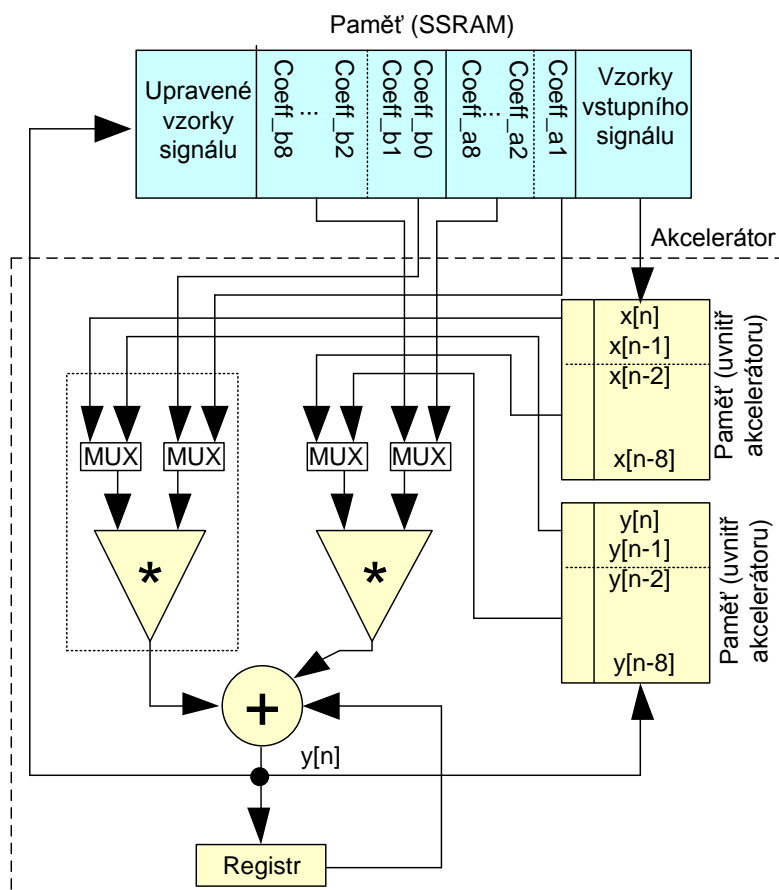 Paměť (SSRAM)
Upravené
vzorky
signálu
Coeff_b8
...
Coeff_b2
Coeff_b1
Coeff_b0
Coeff_a8
...
Coeff_a2
Coeff_a1
Vzorky
vstupního
signálu
Akcelerátor
x[n]
x[n-1]
x[n-2]
x[n-8]
Paměť (uvnitř
akcelerátoru)
MUX
MUX
MUX
MUX
y[n]
y[n-1]
y[n-2]
y[n-8]
Paměť (uvnitř
akcelerátoru)
*
*
+
y[n]
Registr